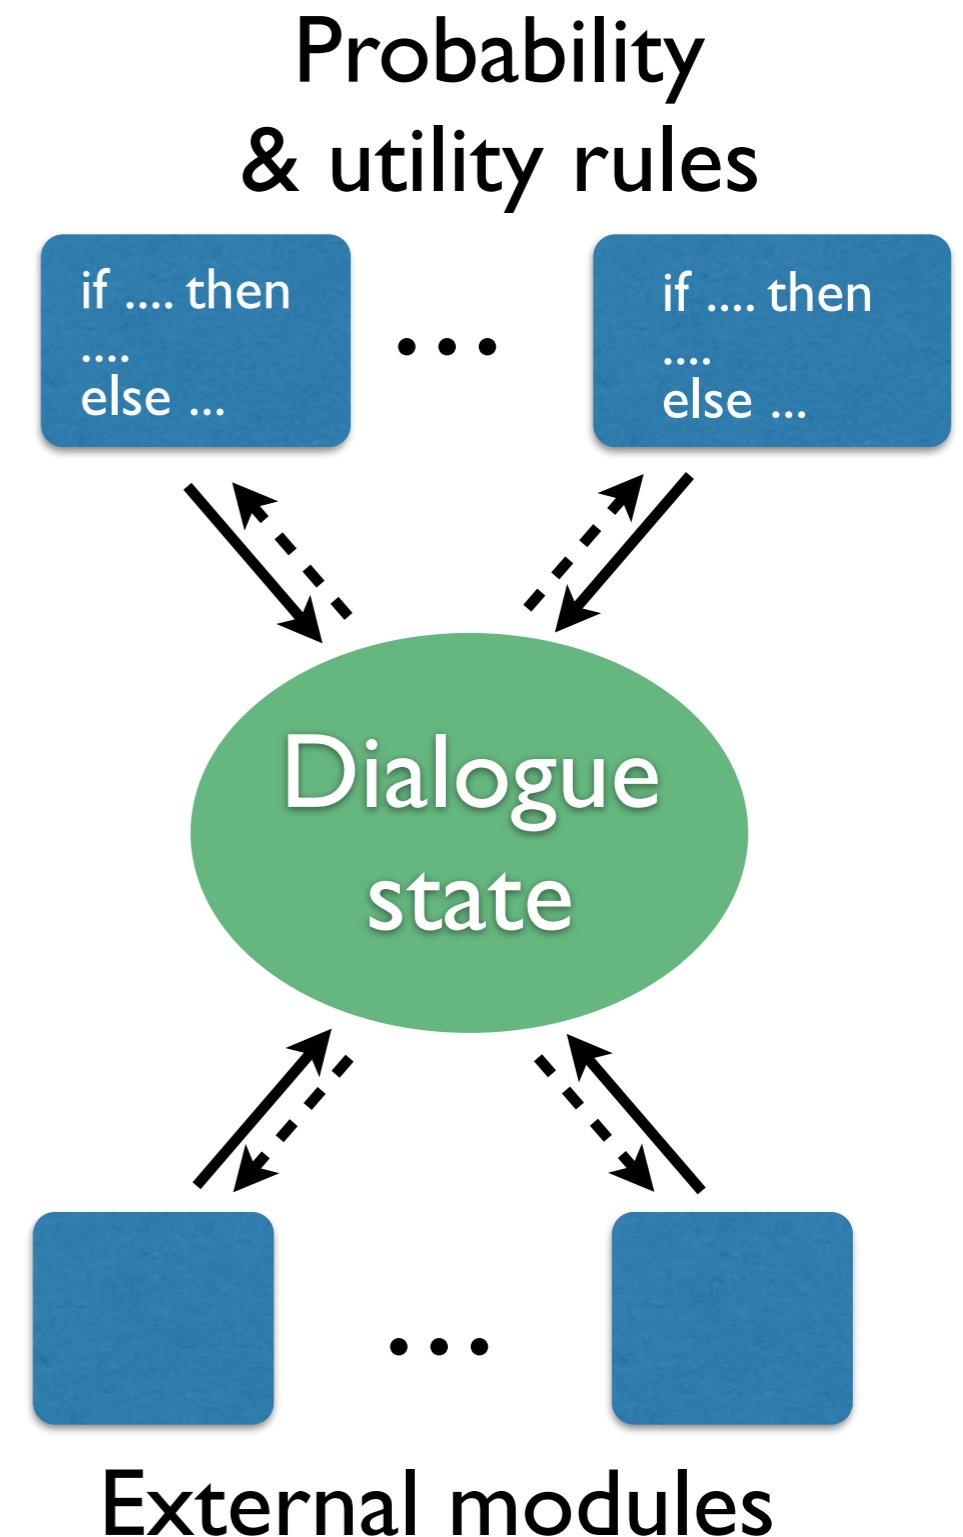 Probability
& utility rules
if .... then
....
else ...
...
if .... then
....
else ...
Dialogue
state
...
External modules